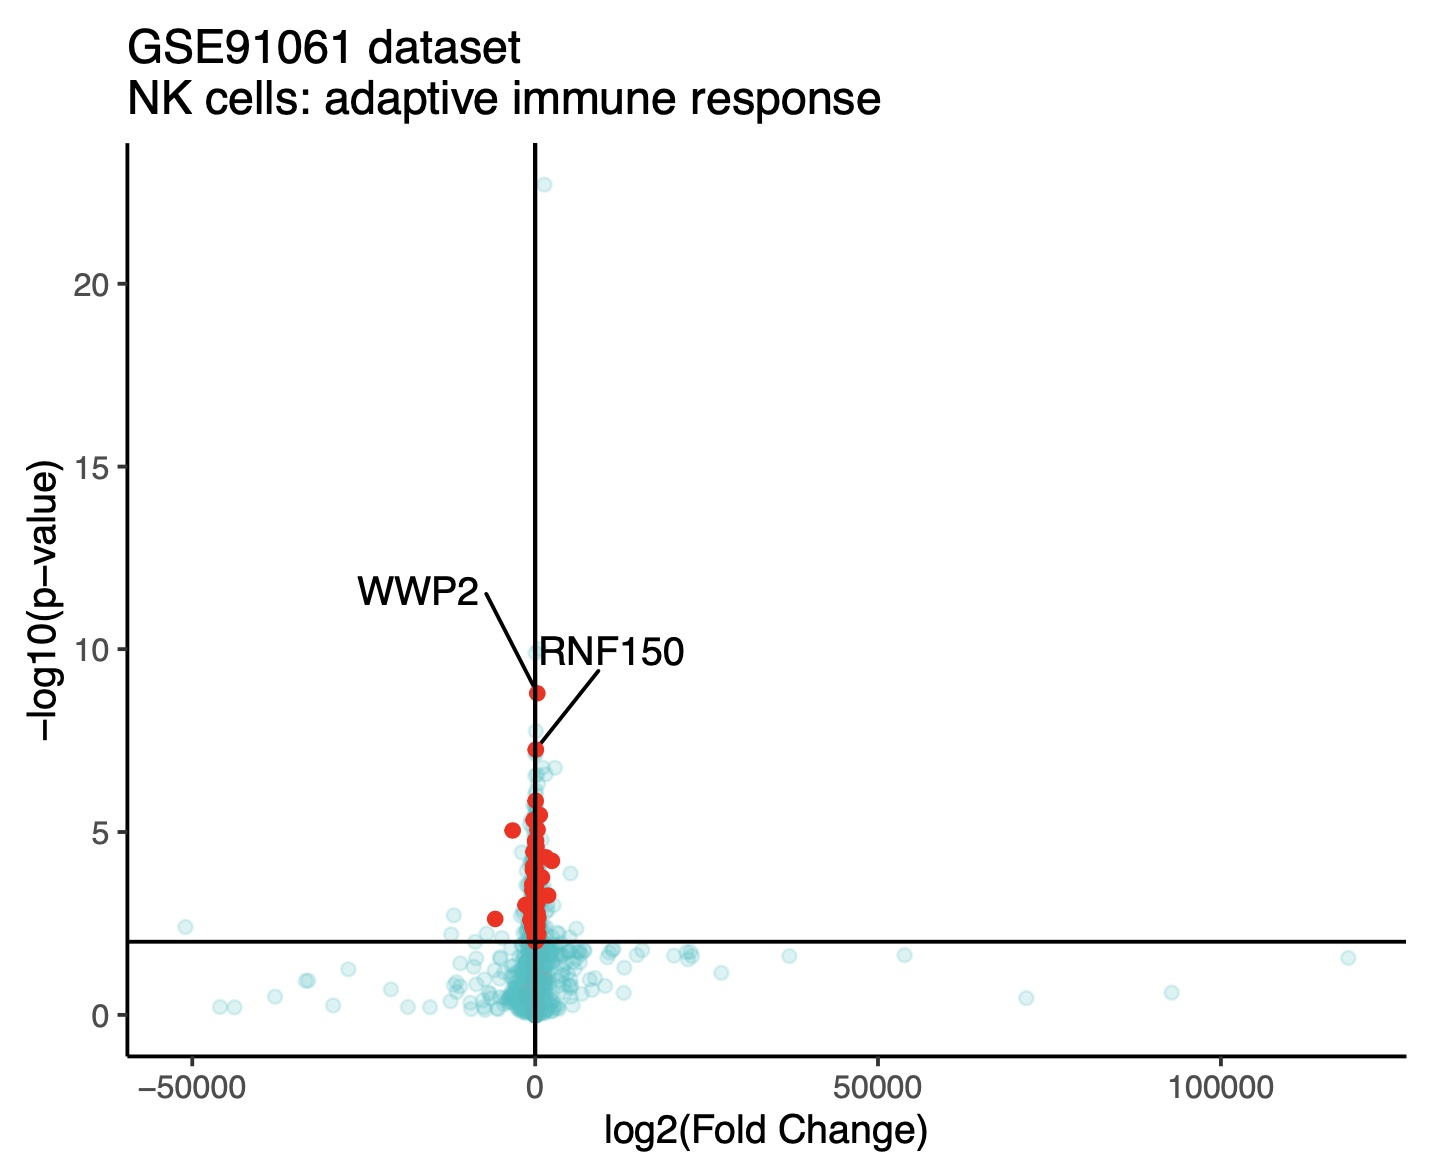 GSE91061 dataset
NK cells: adaptive immune response
−log10(p−value)
20
15
10
5
0
WWP2
RNF150
−50000
0
50000
100000
log2(Fold Change)